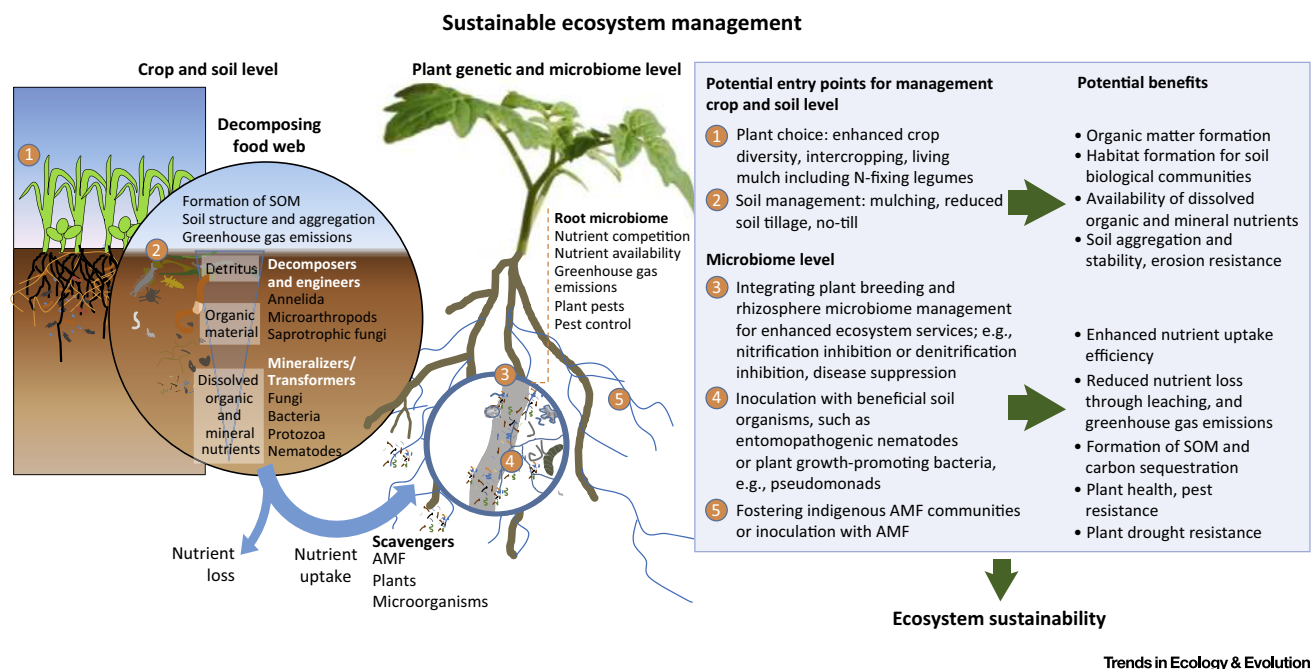 Sustainable ecosystem management
Crop and soil level
1
Decomposing
food web
Formation of SOM
Soil structure and aggregation
Greenhouse gas emissions
2
Detritus
Organic
material
Dissolved
organic
and
mineral
nutrients
Decomposers
and engineers
Annelida
Microarthropods
Saprotrophic fungi
Mineralizers/
Transformers
Fungi
Bacteria
Protozoa
Nematodes
Nutrient
loss
Nutrient
uptake
Scavengers
AMF
Plants
Microorganisms
Plant genetic and microbiome level
Root microbiome
Nutrient competition
Nutrient availability
Greenhouse gas
emissions
Plant pests
Pest control
3
4
5
Potential entry points for management
crop and soil level
1 Plant choice: enhanced crop
diversity, intercropping, living
mulch including N-fixing legumes
2 Soil management: mulching, reduced
soil tillage, no-till
Microbiome level
3 Integrating plant breeding and
rhizosphere microbiome management
for enhanced ecosystem services; e.g.,
nitrification inhibition or denitrification
inhibition, disease suppression
4 Inoculation with beneficial soil
organisms, such as
entomopathogenic nematodes
or plant growth-promoting bacteria,
e.g., pseudomonads
5 Fostering indigenous AMF communities
or inoculation with AMF
Potential benefits
• Organic matter formation
• Habitat formation for soil
biological communities
• Availability of dissolved
organic and mineral nutrients
• Soil aggregation and
stability, erosion resistance
• Enhanced nutrient uptake
efficiency
• Reduced nutrient loss
through leaching, and
greenhouse gas emissions
• Formation of SOM and
carbon sequestration
• Plant health, pest
resistance
• Plant drought resistance
Ecosystem sustainability
Trends in Ecology & Evolution